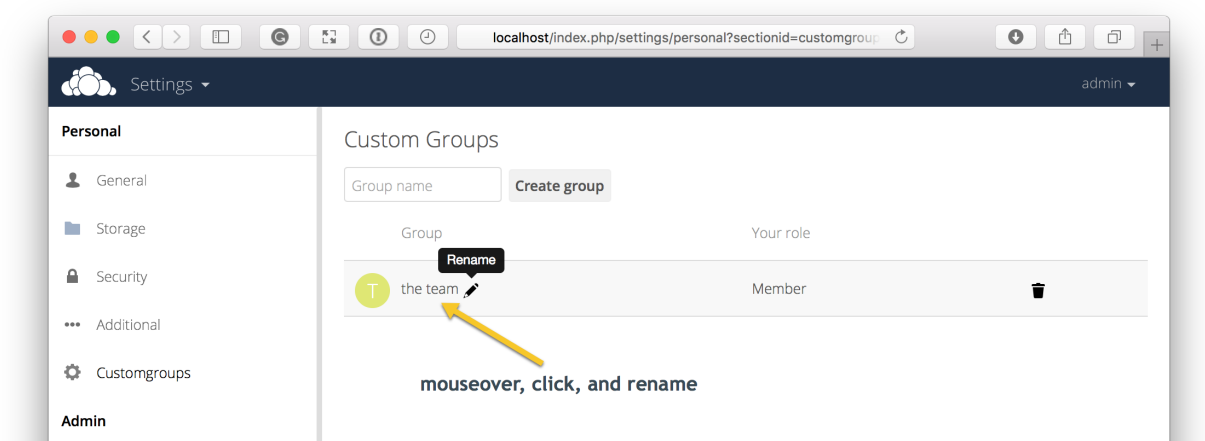 localhost/index.php/settings/personal?sectionid=customgroup
Settings
admin
Personal
General
Storage
Security
Additional
Customgroups
Admin
Custom Groups
Group name
Create group
Group
Your role
Rename
T
the team
Member
mouseover, click, and rename